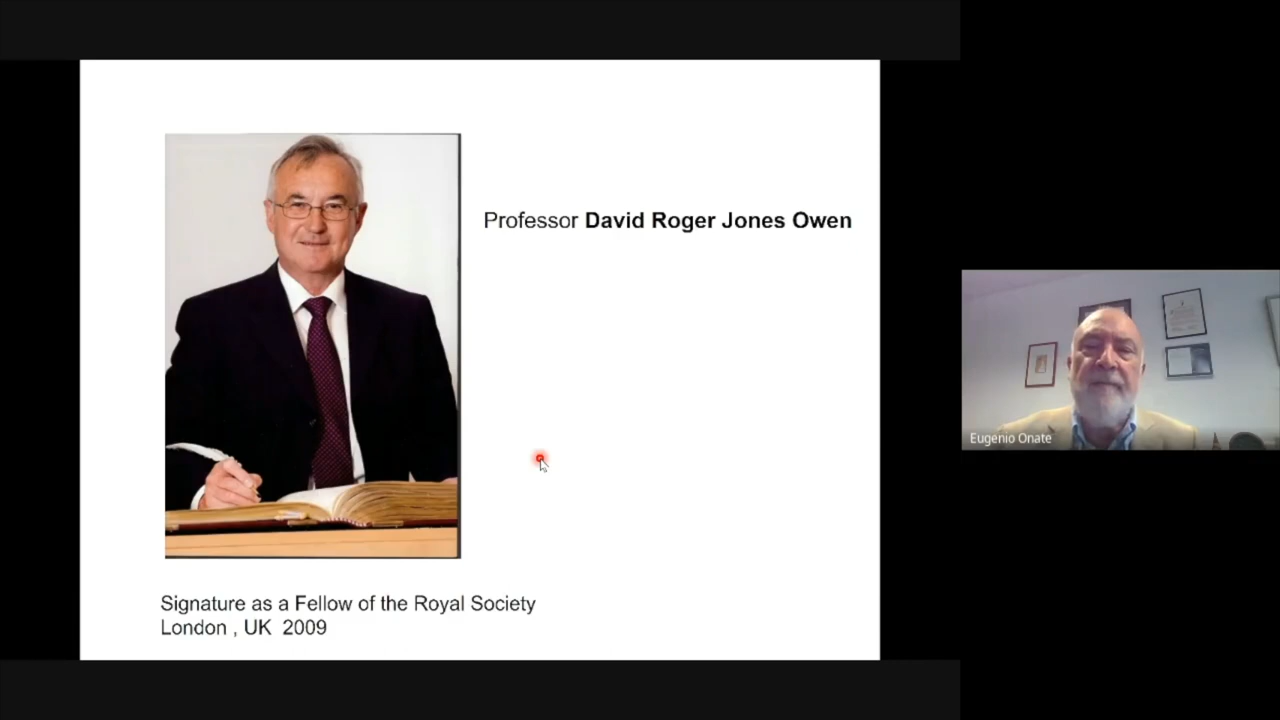 Professor David Roger Jones Owen
Signature as a Fellow of the Royal Society
London , UK  2009
Eugenio Onate